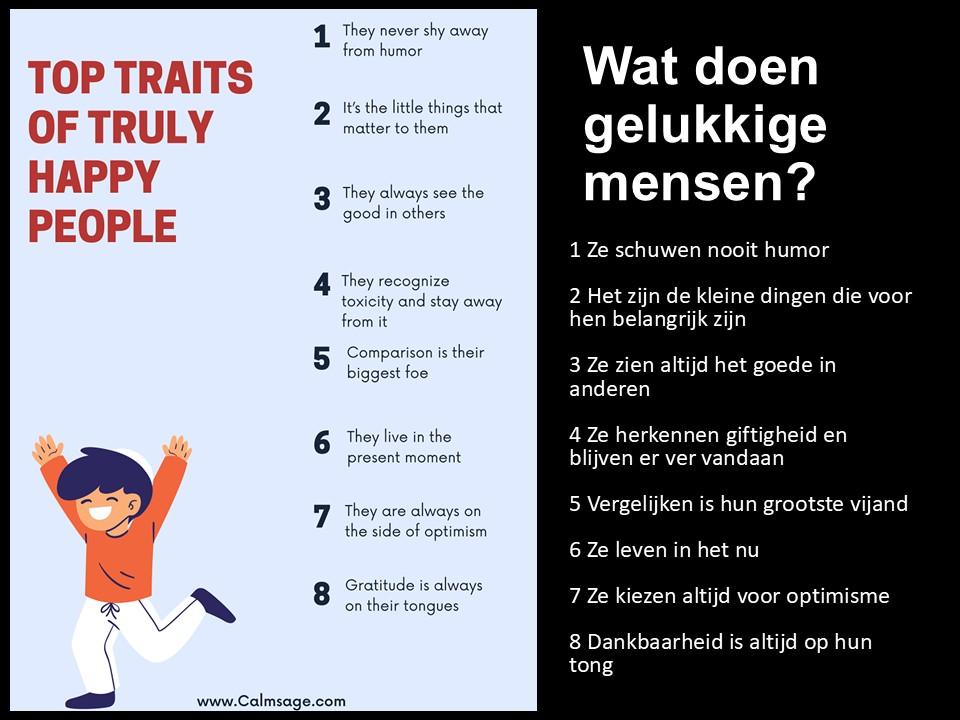 TOP TRAITS
OF TRULY
HAPPY
PEOPLE
1 They never shy away
from humor
2 It's the little things that
matter to them
3 They always see the
good in others
4 They recognize
toxicity and stay away
from it
5 Comparison is their
biggest foe
6 They live in the
present moment
7 They are always on
the side of optimism
8 Gratitude is always
on their tongues
www.Calmsage.com
Wat doen
gelukkige
mensen?
1 Ze schuwen nooit humor
2 Het zijn de kleine dingen die voor
hen belangrijk zijn
3 Ze zien altijd het goede in
anderen
4 Ze herkennen giftigheid en
blijven er ver vandaan
5 Vergelijken is hun grootste vijand
6 Ze leven in het nu
7 Ze kiezen altijd voor optimisme
8 Dankbaarheid is altijd op hun
tong